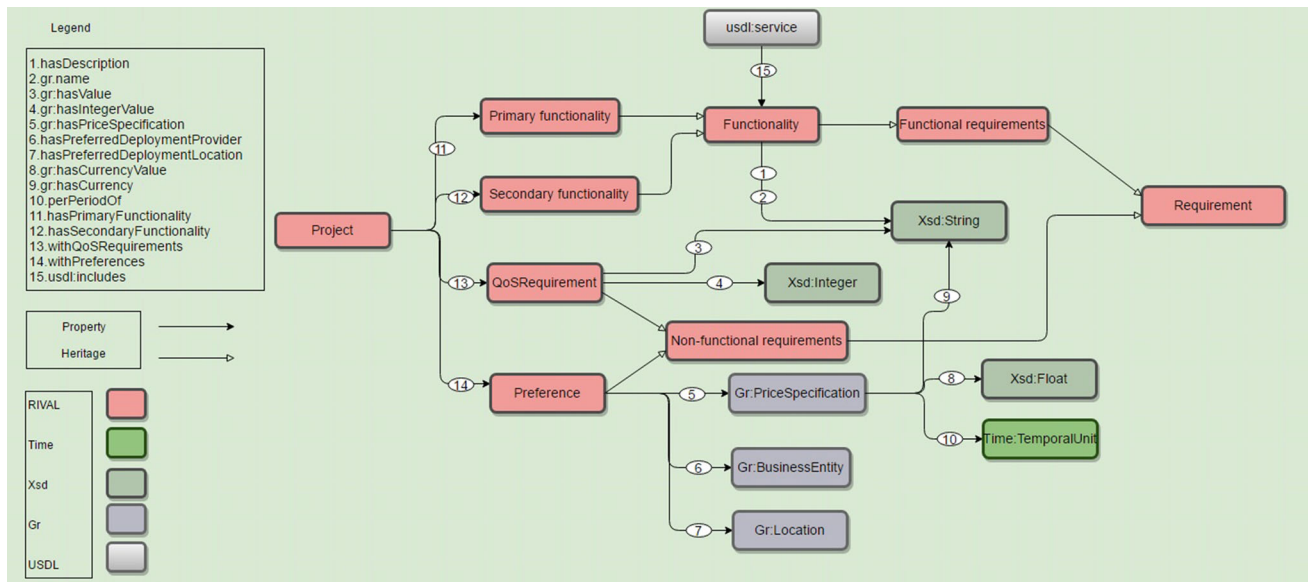 Legend
1.hasDescription
2.gr.name
3.gr:hasValue
4.gr:hasIntegerValue
5.gr:hasPriceSpecification
6.hasPreferredDeploymentProvider
7.hasPreferredDeploymentLocation
8.gr:hasCurrencyValue
9.gr:hasCurrency
10.perPeriodOf
11.hasPrimaryFunctionality
12.hasSecondaryFunctionality
13.withQoSRequirements
14.withPreferences
15.usdl:includes
Property
Heritage
RIVAL
Time
Xsd
Gr
USDL
usdl:service
15
Primary functionality
Functionality
Functional requirements
11
1
Secondary functionality
12
2
Requirement
Project
Xsd:String
3
13
QoSRequirement
4
Xsd:Integer
9
Non-functional requirements
14
Preference
5
Gr:PriceSpecification
8
Xsd:Float
10
Time:TemporalUnit
6
Gr:BusinessEntity
7
Gr:Location